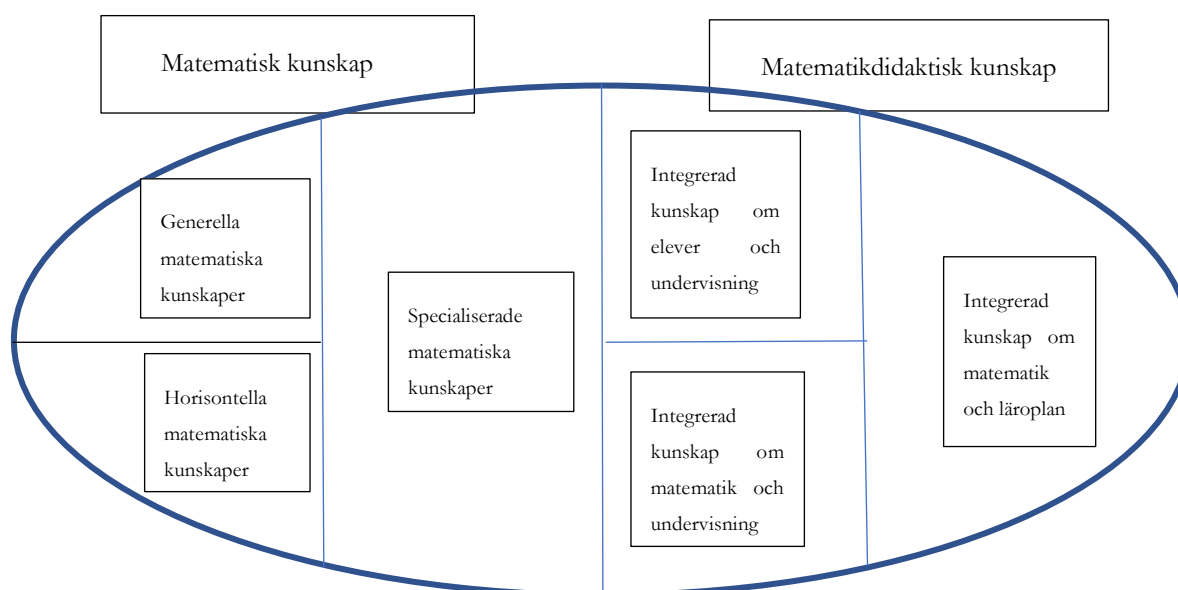 Matematisk kunskap
Matematikdidaktisk kunskap
Generella
matematiska
kunskaper
Horisontella
matematiska
kunskaper
Specialiserade
matematiska
kunskaper
Integrerad
kunskap om
elever och
undervisning
Integrerad
kunskap om
matematik och
undervisning
Integrerad
kunskap om
matematik
och läroplan